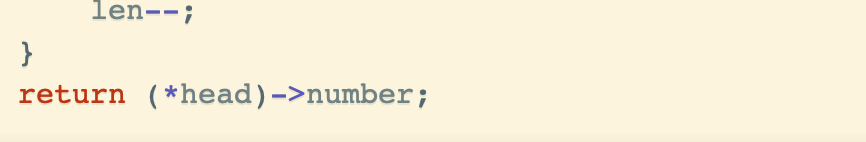 len--;
}
return (*head)->number;